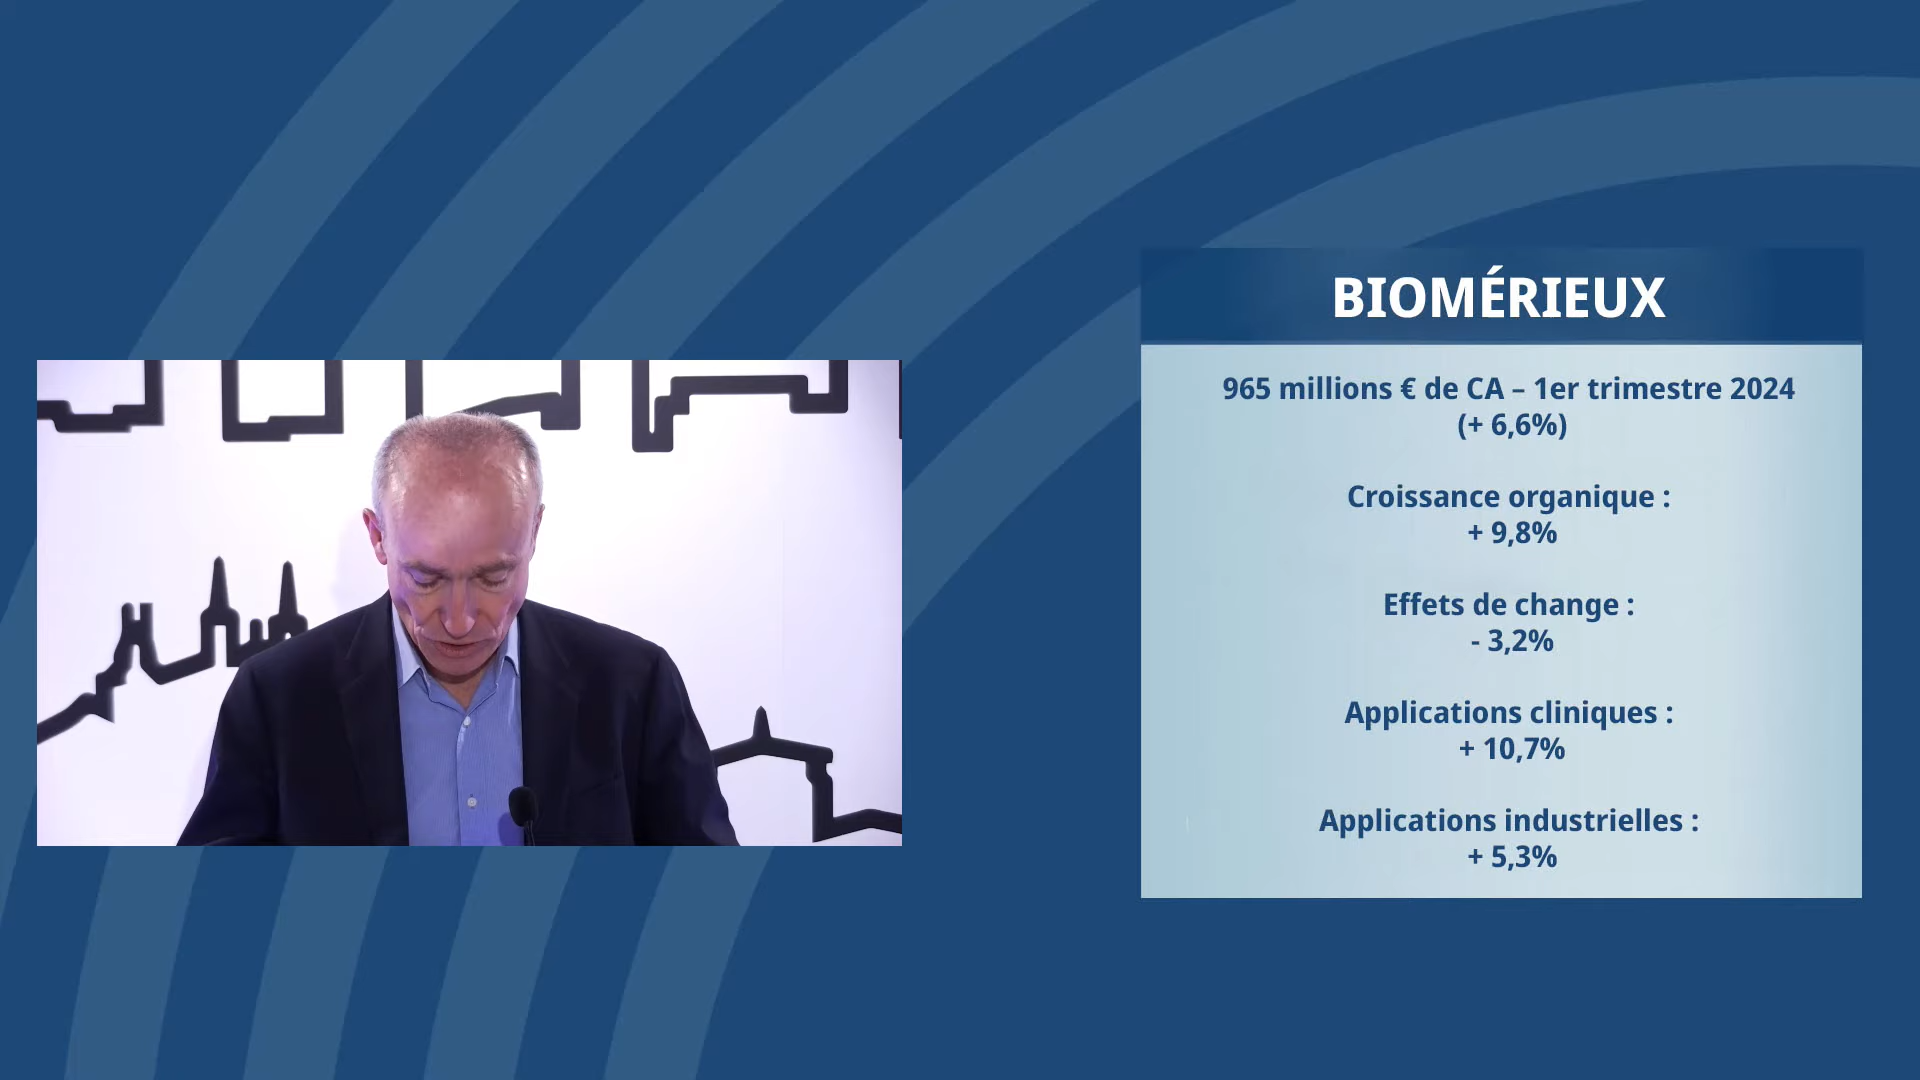 BIOMÉRIEUX
965 millions € de CA – 1er trimestre 2024
(+ 6,6%)
Croissance organique :
+ 9,8%
Effets de change :
- 3,2%
Applications cliniques :
+ 10,7%
Applications industrielles :
+ 5,3%